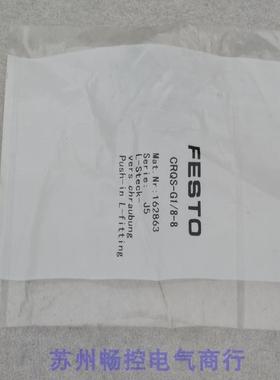 FESTO
CRQS-G1/8-8
Mat Nr.:162863
Serie: J5
L-Steck-
verschraubung
Push-in L-fitting
苏州畅控电气商行